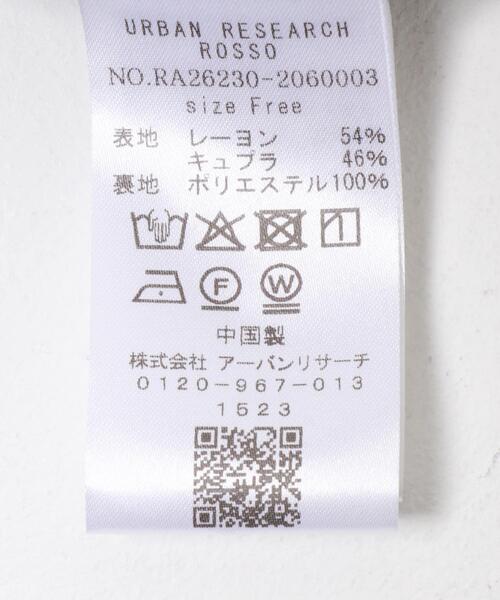 URBAN RESEARCH
ROSSO
NO.RA26230-2060003
size Free
表地 レーヨン 54%
キュプラ 46%
裏地 ポリエステル100%
F W
中国製
株式会社 アーバンリサーチ
0120-967-013
1523